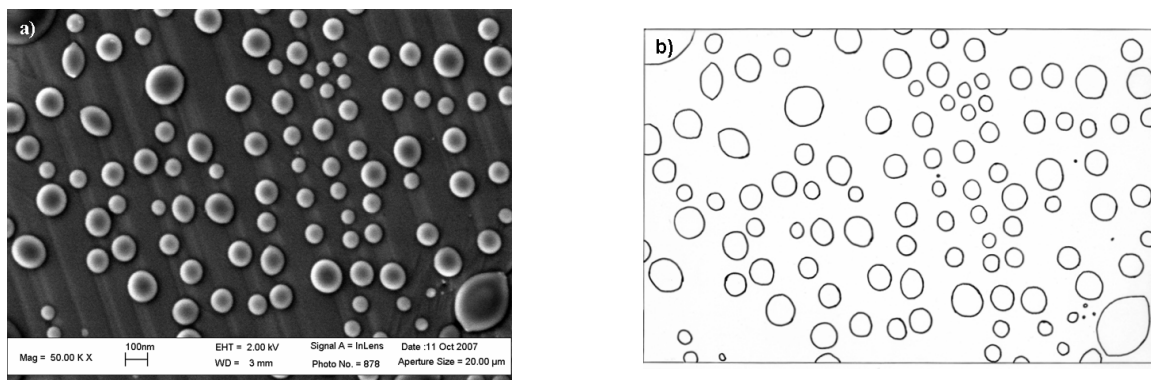 a)
b)
100nm
EHT = 2.00 kV
Signal A = InLens
Date :11 Oct 2007
Mag = 50.00 K X
WD = 3 mm
Photo No. = 878
Aperture Size = 20.00 µm